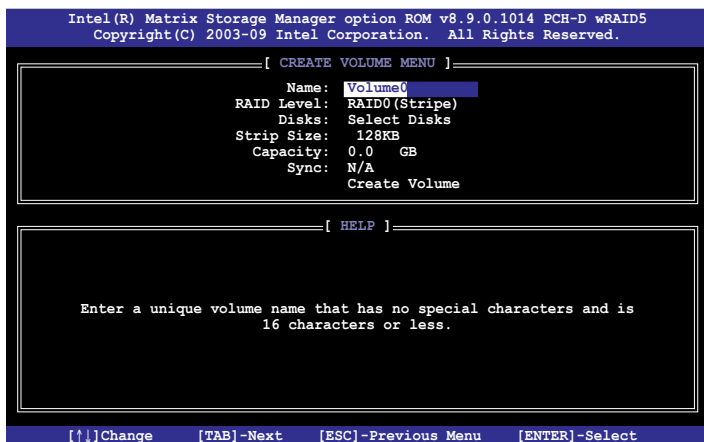 Intel(R) Matrix Storage Manager option ROM v8.9.0.1014 PCH-D wRAID5
Copyright(C) 2003-09 Intel Corporation. All Rights Reserved.
[ CREATE VOLUME MENU ]
Name: Volume0
RAID Level: RAID0(Stripe)
Disks: Select Disks
Strip Size: 128KB
Capacity: 0.0 GB
Sync: N/A
Create Volume
[ HELP ]
Enter a unique volume name that has no special characters and is
16 characters or less.
[↑↓]Change [TAB]-Next [ESC]-Previous Menu [ENTER]-Select